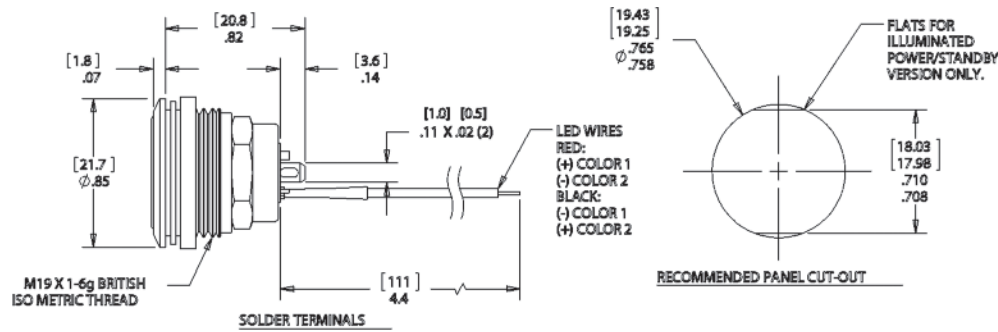 [20.8]
.82
[1.8]
.07
[3.6]
.14
[1.0] [0.5]
.11 X .02 (2)
[21.7]
Ø.85
LED WIRES
RED:
(+) COLOR 1
(-) COLOR 2
BLACK:
(-) COLOR 1
(+) COLOR 2
M19 X 1-6g BRITISH
ISO METRIC THREAD
[111]
4.4
SOLDER TERMINALS
[19.43]
[19.25]
Ø.765
.758
FLATS FOR
ILLUMINATED
POWER/STANDBY
VERSION ONLY.
[18.03]
[17.98]
.710
.708
RECOMMENDED PANEL CUT-OUT